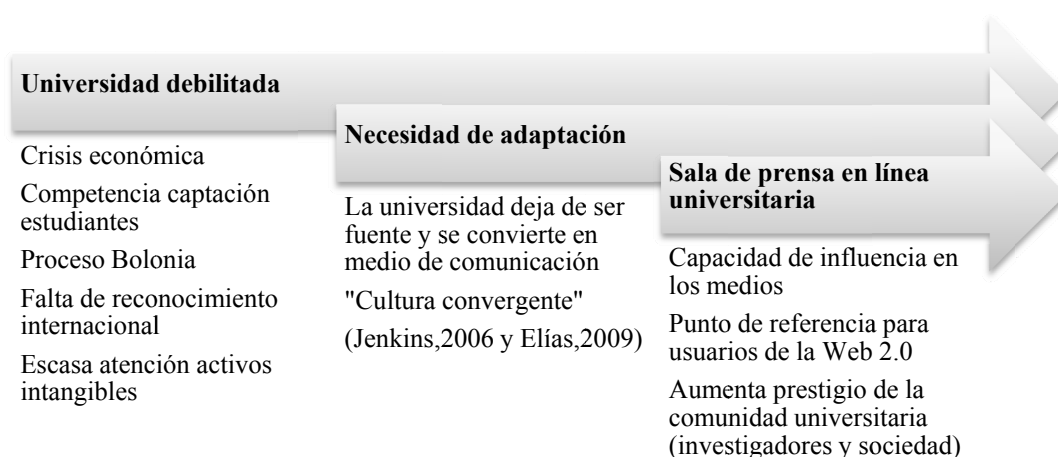 Universidad debilitada
Crisis económica
Competencia captación
estudiantes
Proceso Bolonia
Falta de reconocimiento
internacional
Escasa atención activos
intangibles
Necesidad de adaptación
La universidad deja de ser
fuente y se convierte en
medio de comunicación
"Cultura convergente"
(Jenkins,2006 y Elías,2009)
Sala de prensa en línea
universitaria
Capacidad de influencia en
los medios
Punto de referencia para
usuarios de la Web 2.0
Aumenta prestigio de la
comunidad universitaria
(investigadores y sociedad)